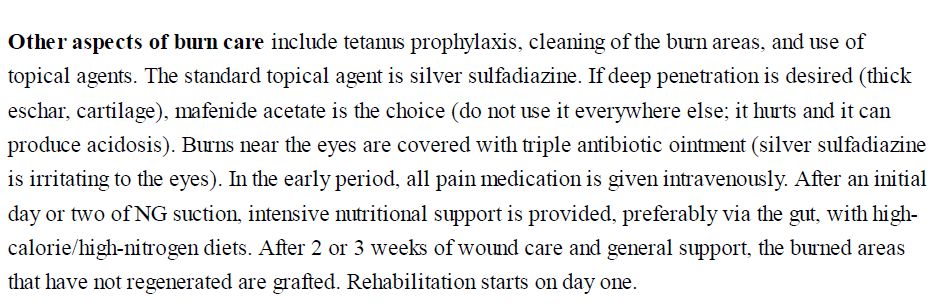 Other aspects of burn care include tetanus prophylaxis, cleaning of the burn areas, and use of
topical agents. The standard topical agent is silver sulfadiazine. If deep penetration is desired (thick
eschar, cartilage), mafenide acetate is the choice (do not use it everywhere else; it hurts and it can
produce acidosis). Burns near the eyes are covered with triple antibiotic ointment (silver sulfadiazine
is irritating to the eyes). In the early period, all pain medication is given intravenously. After an initial
day or two of NG suction, intensive nutritional support is provided, preferably via the gut, with high-
calorie/high-nitrogen diets. After 2 or 3 weeks of wound care and general support, the burned areas
that have not regenerated are grafted. Rehabilitation starts on day one.